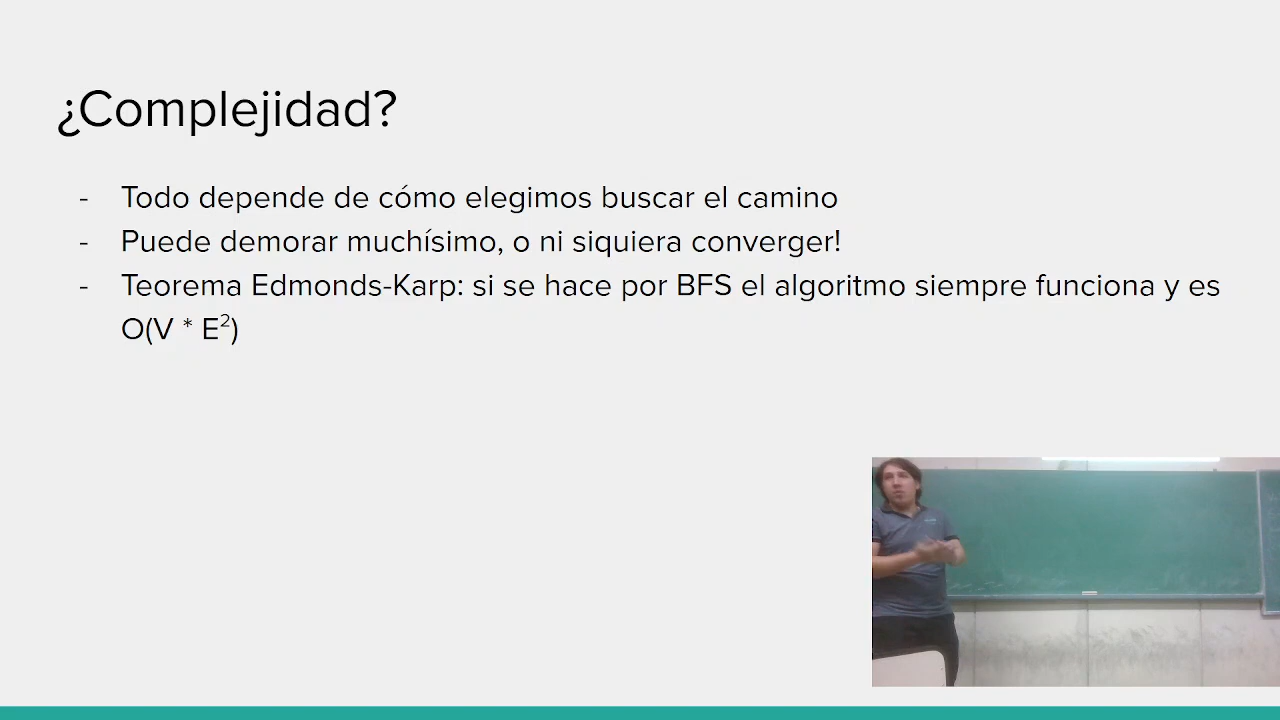 ¿Complejidad?
- Todo depende de cómo elegimos buscar el camino
- Puede demorar muchísimo, o ni siquiera converger!
- Teorema Edmonds-Karp: si se hace por BFS el algoritmo siempre funciona y es
O(V * E²)